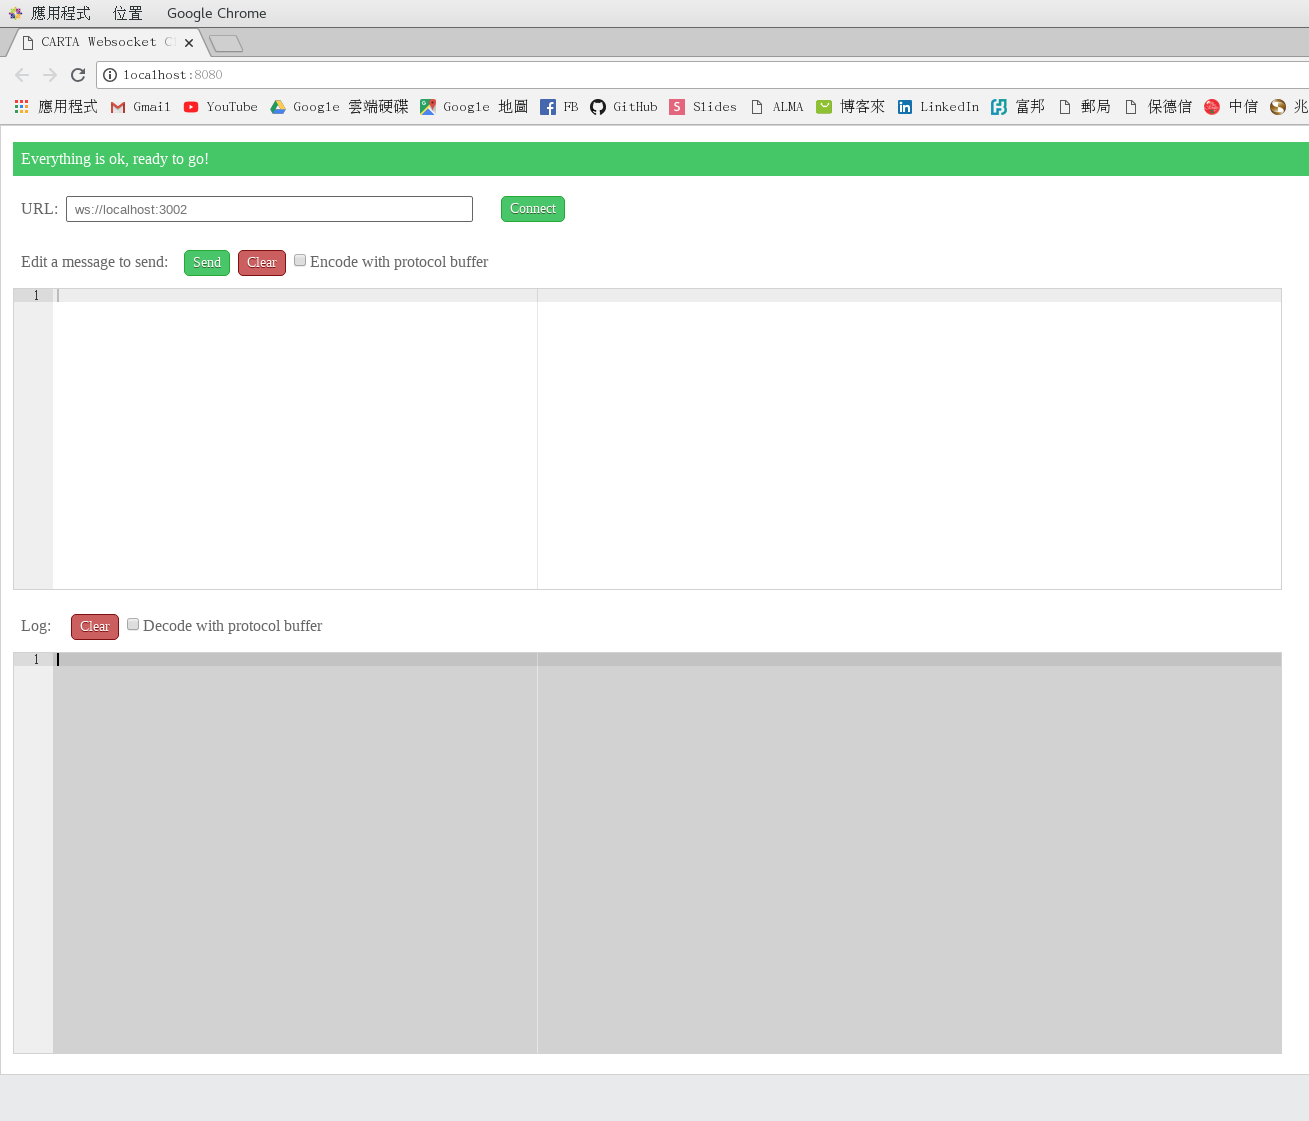 應用程式 位置 Google Chrome
CARTA Websocket
localhost:8080
應用程式 Gmail YouTube Google 雲端硬碟 Google 地圖 FB GitHub Slides ALMA 博客來 LinkedIn 富邦 郵局 保德信 中信 兆
Everything is ok, ready to go!
URL: ws://localhost:3002 Connect
Edit a message to send: Send Clear Encode with protocol buffer
1
Log: Clear Decode with protocol buffer
1